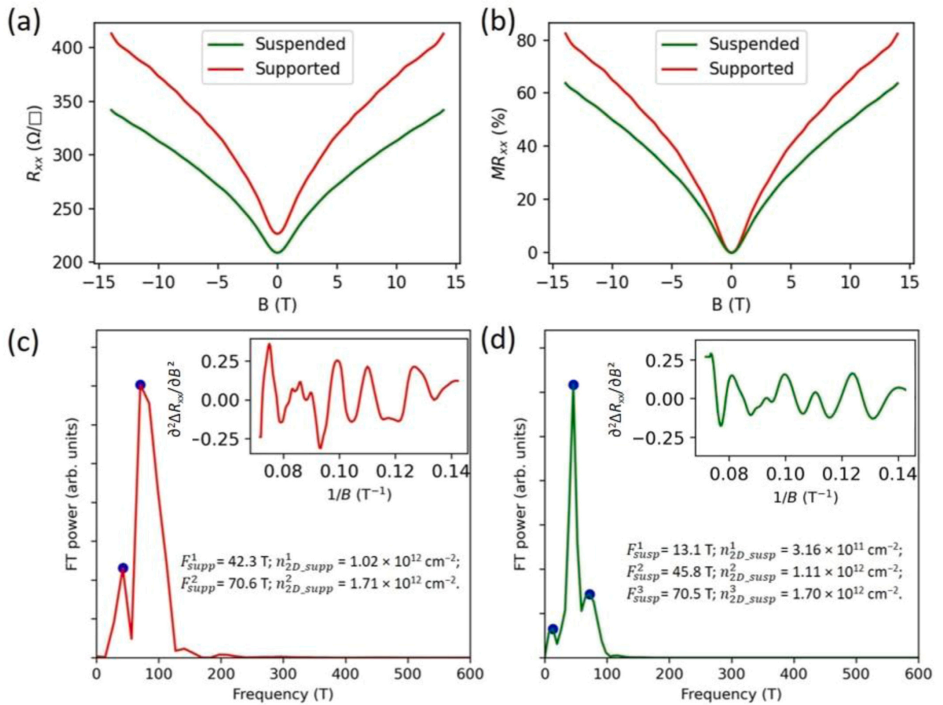 (a)
400
350
300
250
200
R_xx (Ω/□)
Suspended
Supported
−15 −10 −5 0 5 10 15
B (T)
(b)
80
60
40
20
0
MR_xx (%)
Suspended
Supported
−15 −10 −5 0 5 10 15
B (T)
(c)
FT power (arb. units)
0.25
0.00
−0.25
∂²ΔR_xx/∂B²
0.08 0.10 0.12 0.14
1/B (T⁻¹)
F¹_supp = 42.3 T; n¹_2D_supp = 1.02 × 10¹² cm⁻²;
F²_supp = 70.6 T; n²_2D_supp = 1.71 × 10¹² cm⁻².
0 100 200 300 400 500 600
Frequency (T)
(d)
FT power (arb. units)
0.25
0.00
−0.25
∂²ΔR_xx/∂B²
0.08 0.10 0.12 0.14
1/B (T⁻¹)
F¹_susp = 13.1 T; n¹_2D_susp = 3.16 × 10¹¹ cm⁻²;
F²_susp = 45.8 T; n²_2D_susp = 1.11 × 10¹² cm⁻²;
F³_susp = 70.5 T; n³_2D_susp = 1.70 × 10¹² cm⁻².
0 100 200 300 400 500 600
Frequency (T)